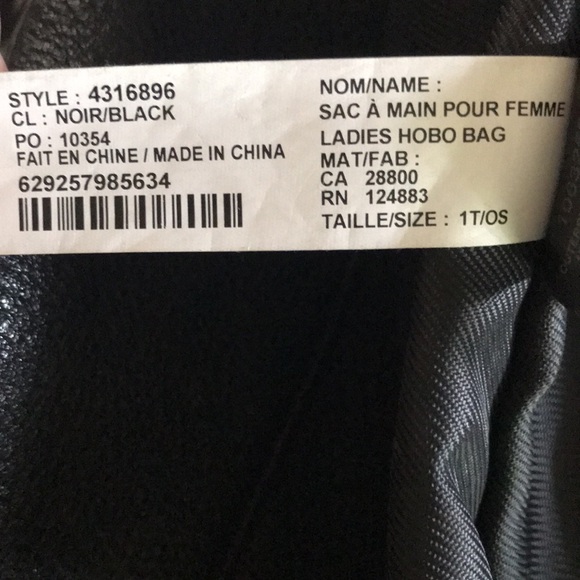 STYLE : 4316896
CL : NOIR/BLACK
PO : 10354
FAIT EN CHINE / MADE IN CHINA
629257985634
NOM/NAME :
SAC À MAIN POUR FEMME
LADIES HOBO BAG
MAT/FAB :
CA 28800
RN 124883
TAILLE/SIZE : 1T/OS